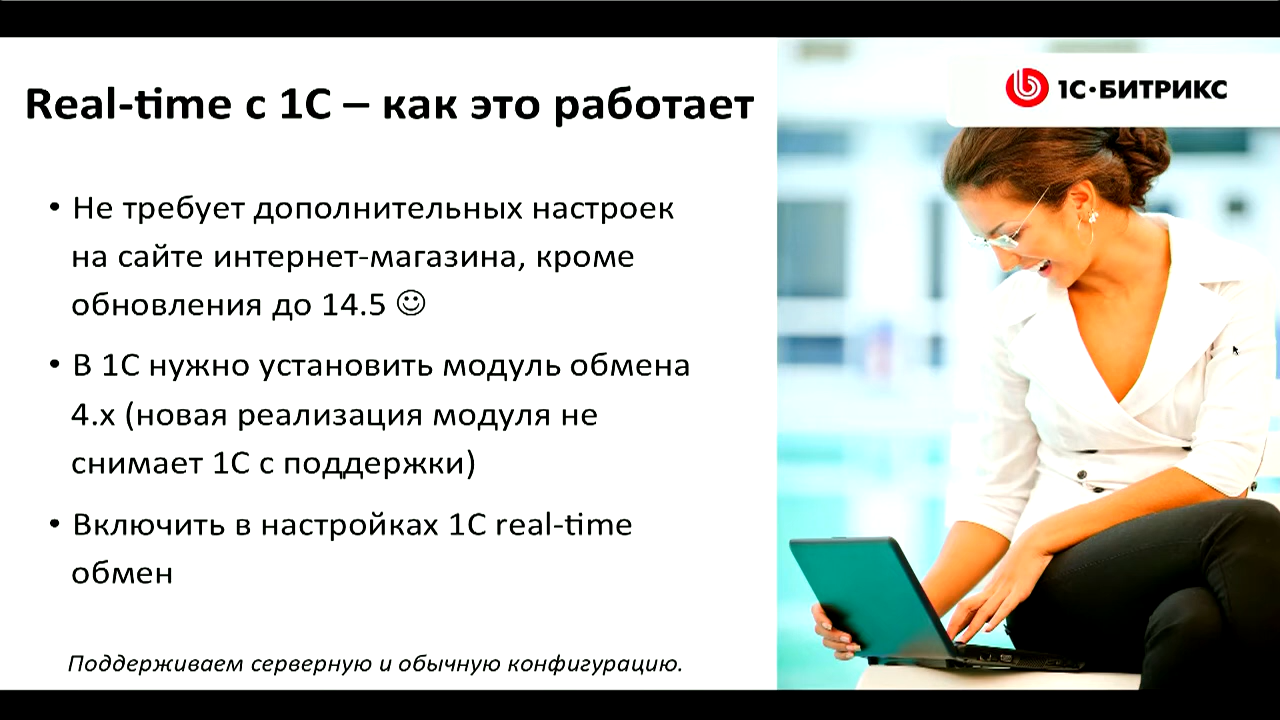 Real-time с 1С – как это работает
1С·БИТРИКС
• Не требует дополнительных настроек
на сайте интернет-магазина, кроме
обновления до 14.5 ☺
• В 1С нужно установить модуль обмена
4.x (новая реализация модуля не
снимает 1С с поддержки)
• Включить в настройках 1С real-time
обмен
Поддерживаем серверную и обычную конфигурацию.